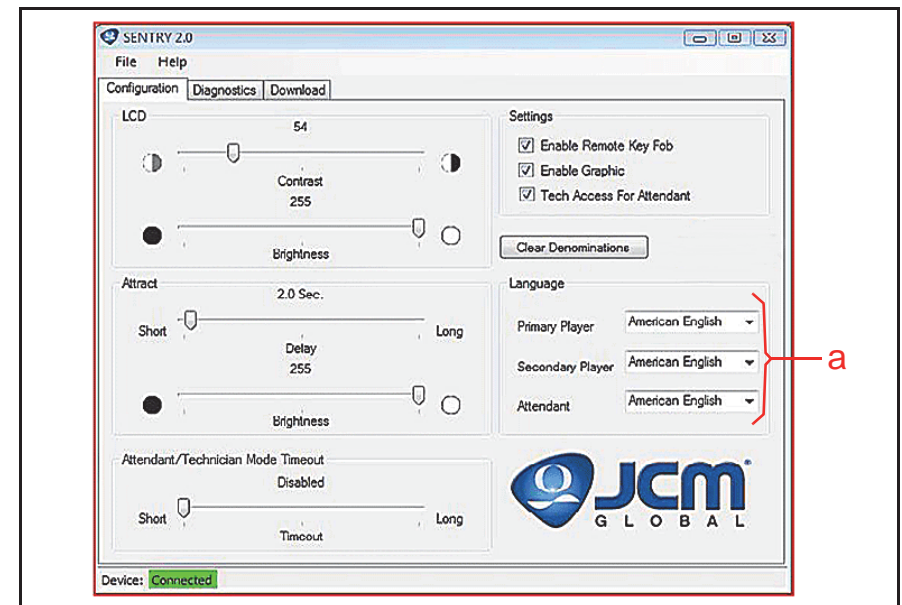 SENTRY 2.0
File Help
Configuration Diagnostics Download
LCD
54
Contrast
255
Brightness
Attract
2.0 Sec.
Short Long
Delay
255
Brightness
Attendant/Technician Mode Timeout
Disabled
Short Long
Timeout
Settings
Enable Remote Key Fob
Enable Graphic
Tech Access For Attendant
Clear Denominations
Language
Primary Player American English
Secondary Player American English
Attendant American English
a
JCM
GLOBAL
Device: Connected